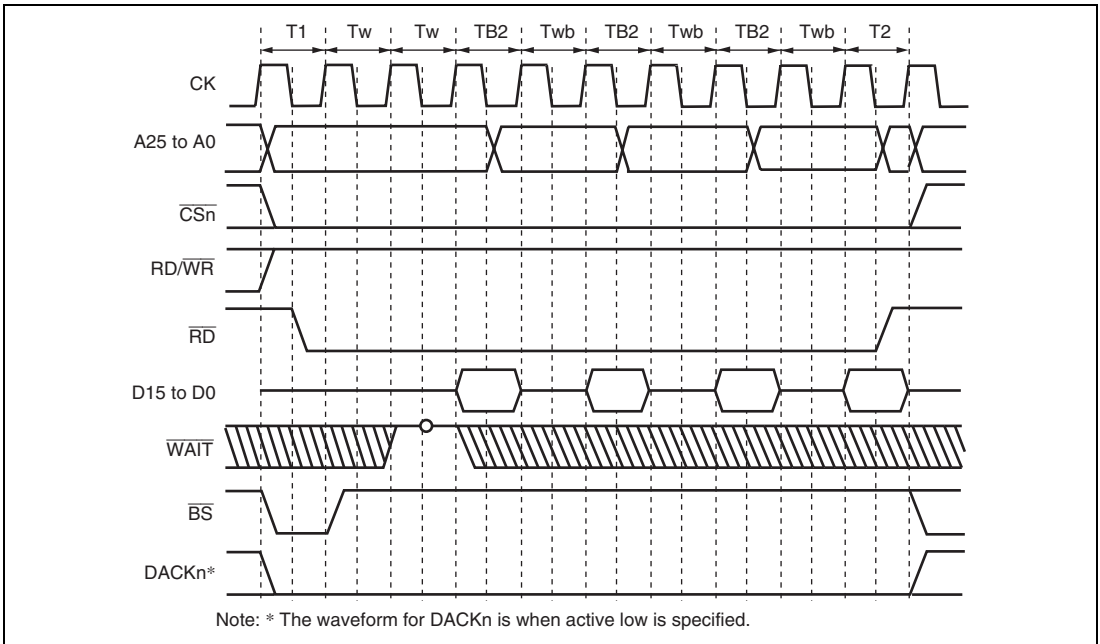 T1 Tw Tw TB2 Twb TB2 Twb TB2 Twb T2
CK
A25 to A0
CSn
RD/WR
RD
D15 to D0
WAIT
BS
DACKn*
Note: * The waveform for DACKn is when active low is specified.